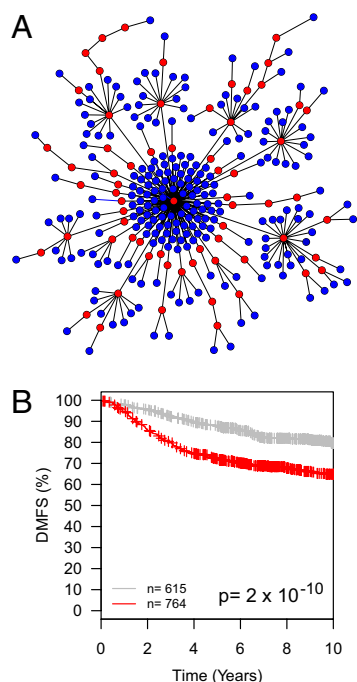 A
B
DMFS (%)
100
90
80
70
60
50
40
30
20
10
0
n= 615
n= 764
p= 2 x 10⁻¹⁰
0 2 4 6 8 10
Time (Years)